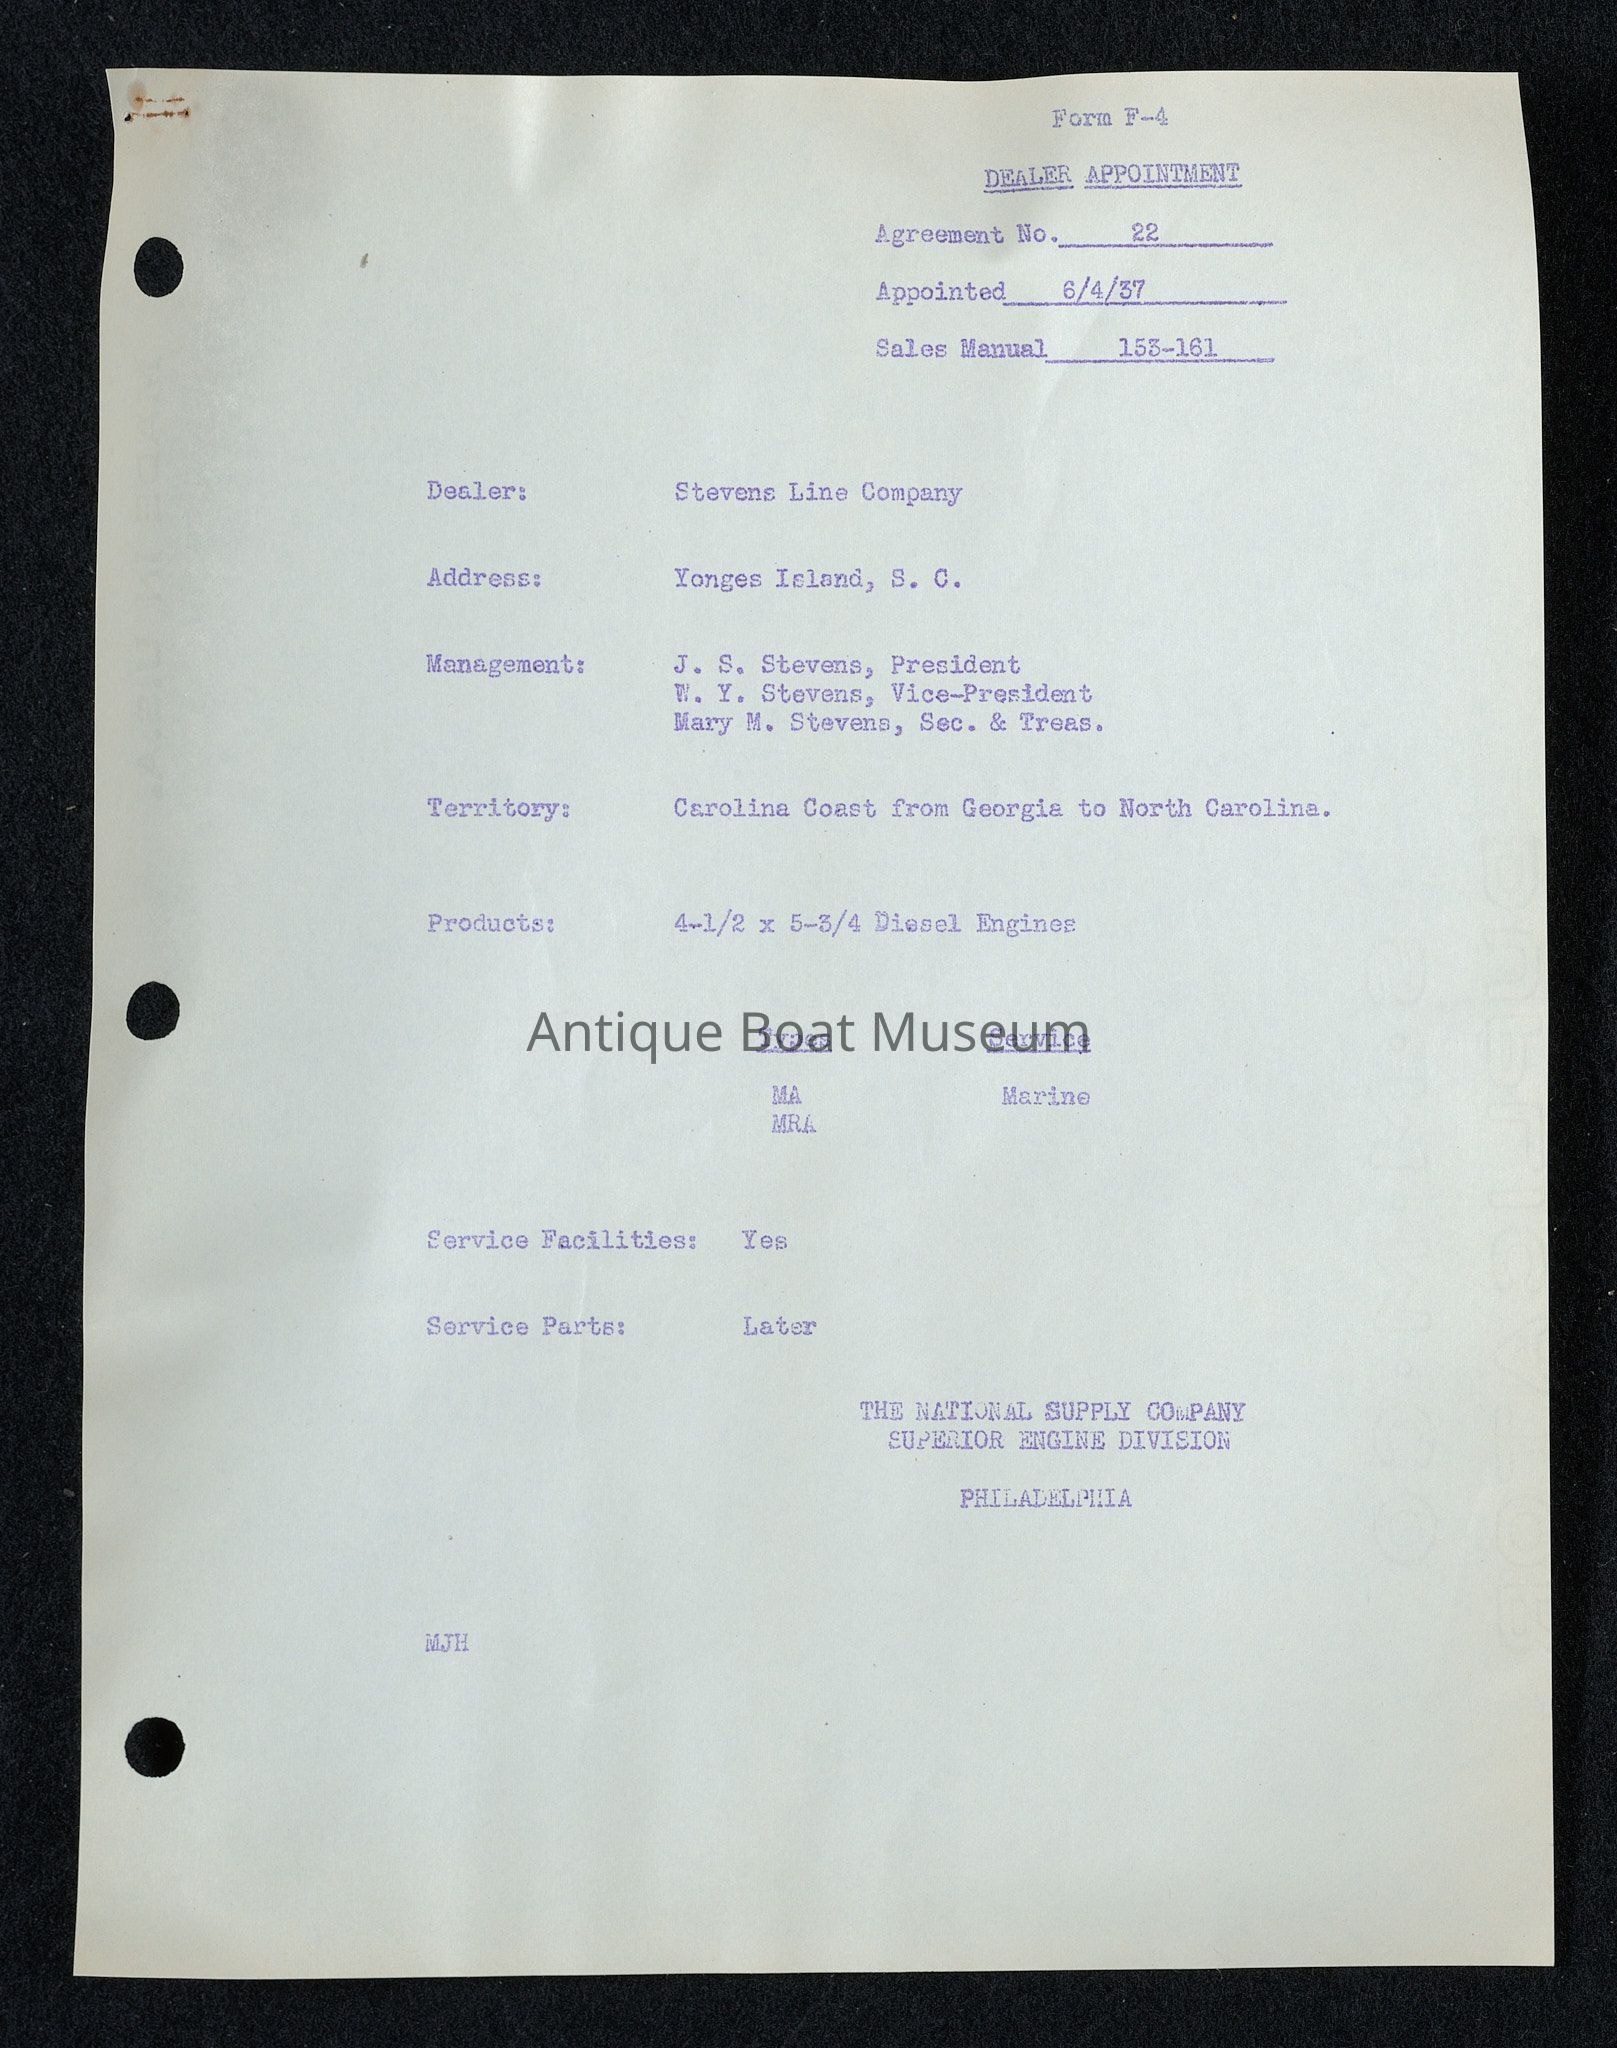 Form F-4
DEALER APPOINTMENT
Agreement No. 22
Appointed 6/4/37
Sales Manual 153-161
Dealer: Stevens Line Company
Address: Yonges Island, S. C.
Management: J. S. Stevens, President
W. Y. Stevens, Vice-President
Mary M. Stevens, Sec. & Treas.
Territory: Carolina Coast from Georgia to North Carolina.
Products: 4-1/2 x 5-3/4 Diesel Engines
Antique Boat Museum
Types Service
MA Marine
MRA
Service Facilities: Yes
Service Parts: Later
THE NATIONAL SUPPLY COMPANY
SUPERIOR ENGINE DIVISION
PHILADELPHIA
MJH